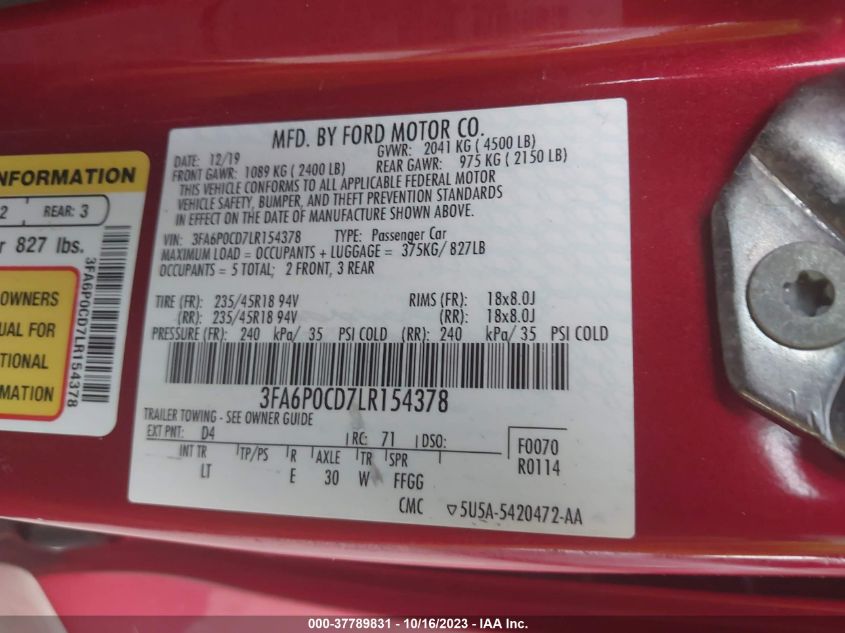 MFD. BY FORD MOTOR CO.
DATE: 12/19 GVWR: 2041 KG ( 4500 LB)
FRONT GAWR: 1089 KG ( 2400 LB) REAR GAWR: 975 KG ( 2150 LB)
THIS VEHICLE CONFORMS TO ALL APPLICABLE FEDERAL MOTOR
VEHICLE SAFETY, BUMPER, AND THEFT PREVENTION STANDARDS
IN EFFECT ON THE DATE OF MANUFACTURE SHOWN ABOVE.
VIN: 3FA6P0CD7LR154378 TYPE: Passenger Car
MAXIMUM LOAD = OCCUPANTS + LUGGAGE = 375KG/ 827LB
OCCUPANTS = 5 TOTAL; 2 FRONT, 3 REAR
TIRE (FR): 235/45R18 94V RIMS (FR): 18x8.0J
(RR): 235/45R18 94V (RR): 18x8.0J
PRESSURE (FR): 240 kPa/ 35 PSI COLD (RR): 240 kPa/ 35 PSI COLD
3FA6P0CD7LR154378
TRAILER TOWING - SEE OWNER GUIDE
EXT PNT: D4 RC: 71 DSO: F0070
INT TR TP/PS R AXLE TR SPR R0114
LT E 30 W FFGG
CMC ▽5U5A-5420472-AA
INFORMATION
2 REAR: 3
r 827 lbs.
OWNERS
UAL FOR
TIONAL
MATION
3FA6P0CD7LR154378
000-37789831 - 10/16/2023 - IAA Inc.